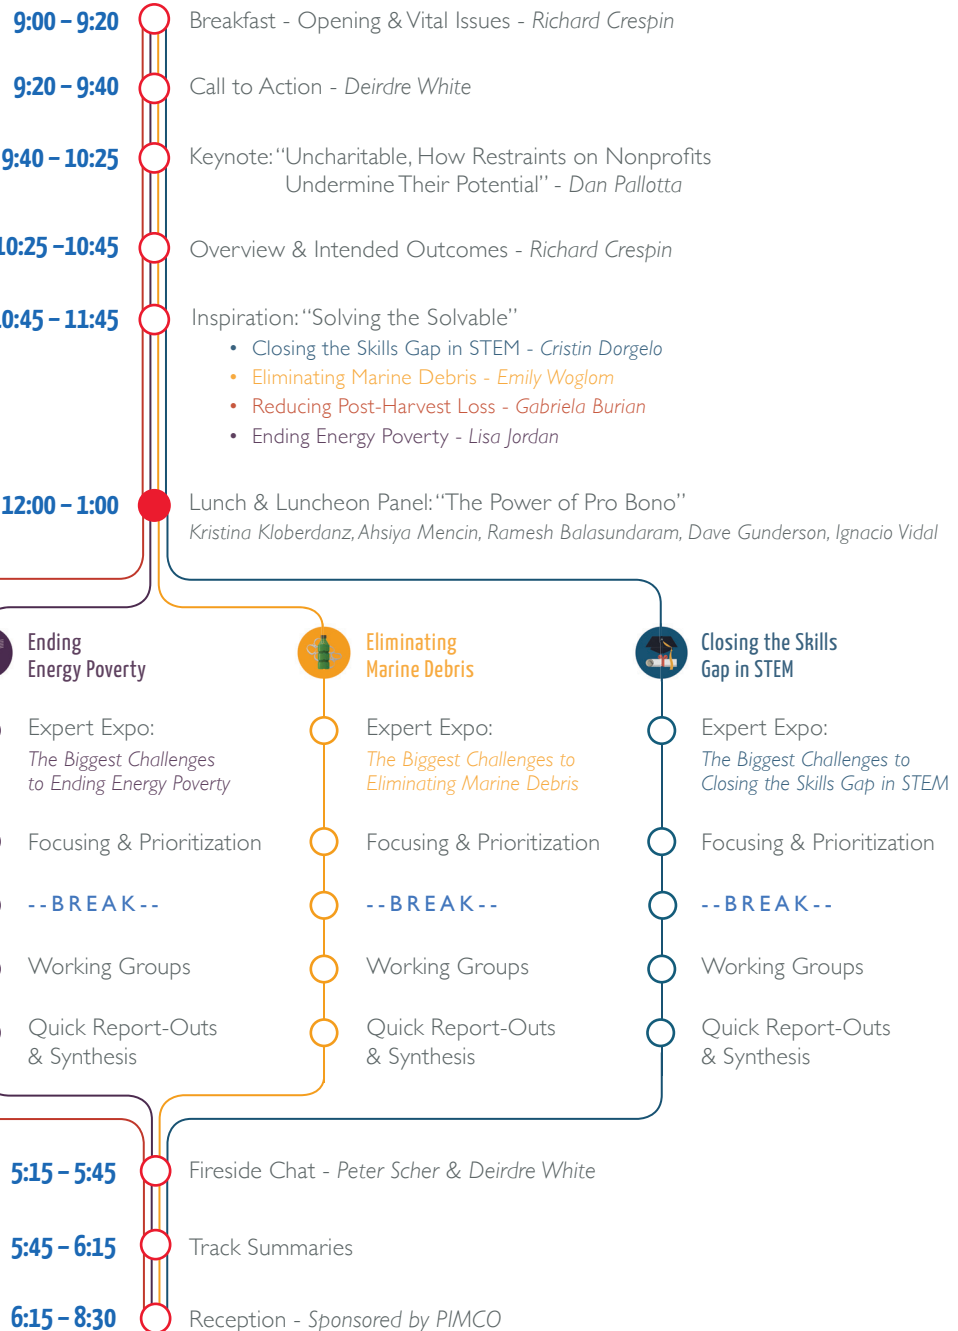 9:00 – 9:20 Breakfast - Opening & Vital Issues - Richard Crespin
9:20 – 9:40 Call to Action - Deirdre White
9:40 – 10:25 Keynote: “Uncharitable, How Restraints on Nonprofits
Undermine Their Potential” - Dan Pallotta
10:25 –10:45 Overview & Intended Outcomes - Richard Crespin
10:45 – 11:45 Inspiration: “Solving the Solvable”
• Closing the Skills Gap in STEM - Cristin Dorgelo
• Eliminating Marine Debris - Emily Woglom
• Reducing Post-Harvest Loss - Gabriela Burian
• Ending Energy Poverty - Lisa Jordan
12:00 – 1:00 Lunch & Luncheon Panel: “The Power of Pro Bono”
Kristina Kloberdanz, Ahsiya Mencin, Ramesh Balasundaram, Dave Gunderson, Ignacio Vidal
Ending
Energy Poverty
Expert Expo:
The Biggest Challenges
to Ending Energy Poverty
Focusing & Prioritization
--BREAK--
Working Groups
Quick Report-Outs
& Synthesis
Eliminating
Marine Debris
Expert Expo:
The Biggest Challenges to
Eliminating Marine Debris
Focusing & Prioritization
--BREAK--
Working Groups
Quick Report-Outs
& Synthesis
Closing the Skills
Gap in STEM
Expert Expo:
The Biggest Challenges to
Closing the Skills Gap in STEM
Focusing & Prioritization
--BREAK--
Working Groups
Quick Report-Outs
& Synthesis
5:15 – 5:45 Fireside Chat - Peter Scher & Deirdre White
5:45 – 6:15 Track Summaries
6:15 – 8:30 Reception - Sponsored by PIMCO